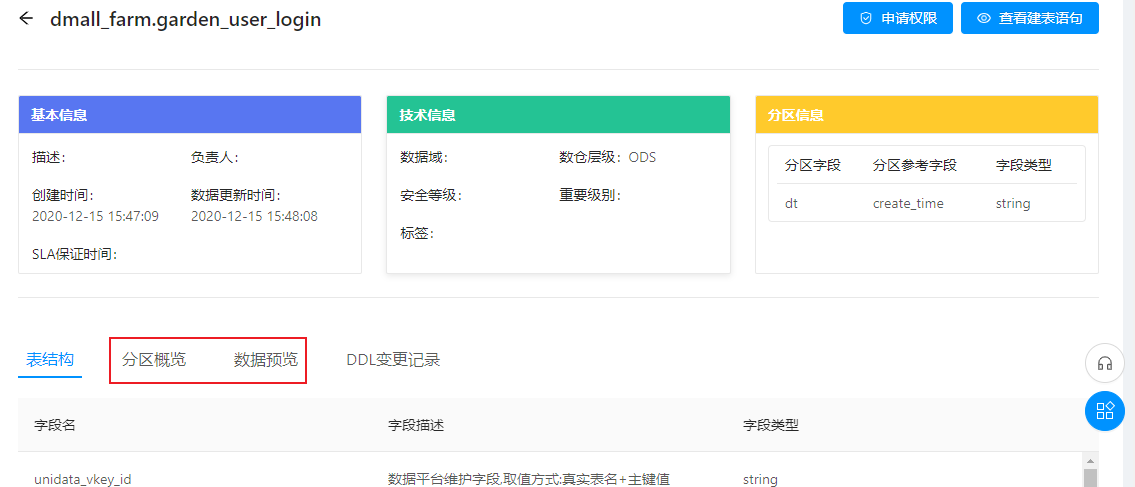 dmall_farm.garden_user_login
申请权限
查看建表语句
基本信息
描述：
负责人：
创建时间：
2020-12-15 15:47:09
数据更新时间：
2020-12-15 15:48:08
SLA保证时间：
技术信息
数据域：
数仓层级：ODS
安全等级：
重要级别：
标签：
分区信息
分区字段 分区参考字段 字段类型
dt create_time string
表结构 分区概览 数据预览 DDL变更记录
字段名 字段描述 字段类型
unidata_vkey_id 数据平台维护字段,取值方式:真实表名+主键值 string